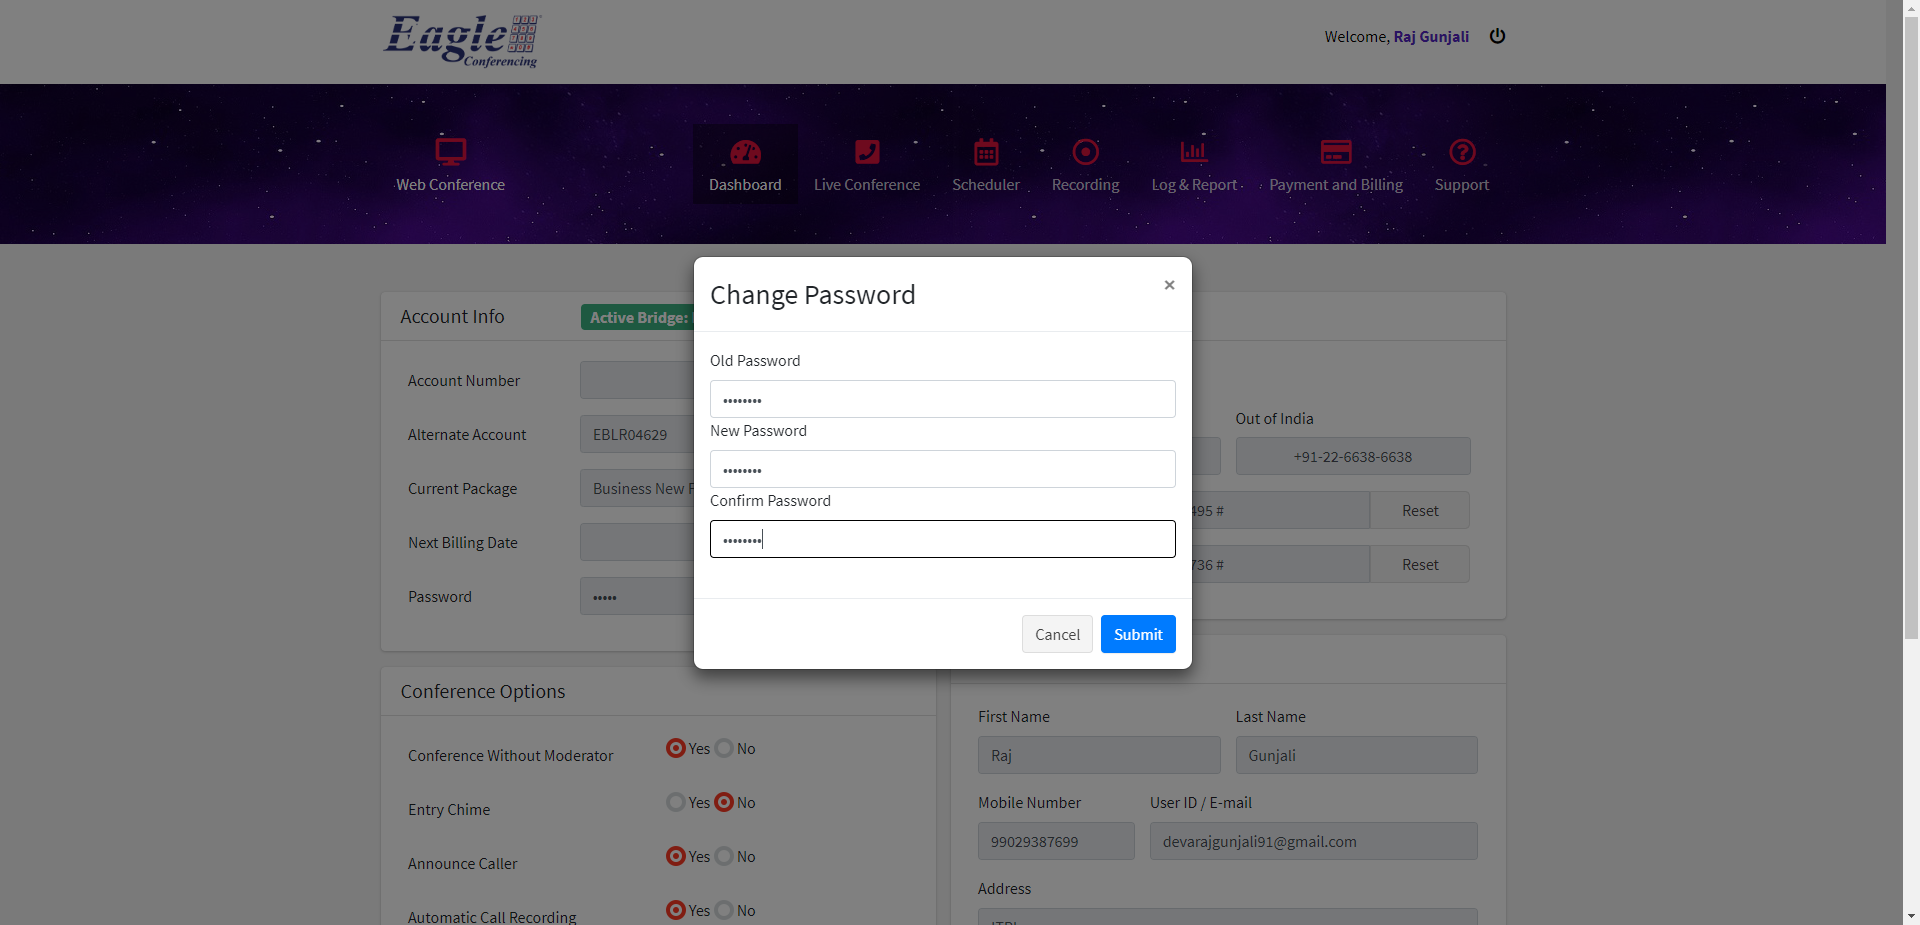 Eagle
Conferencing
Welcome, Raj Gunjali
Web Conference
Dashboard
Live Conference
Scheduler
Recording
Log & Report
Payment and Billing
Support
Change Password
×
Old Password
••••••••
New Password
••••••••
Confirm Password
••••••••
Cancel
Submit
Account Info
Active Bridge:
Account Number
Alternate Account
EBLR04629
Current Package
Business New
Next Billing Date
Password
•••••
Out of India
+91-22-6638-6638
495 #
Reset
736 #
Reset
Conference Options
Conference Without Moderator
Yes No
Entry Chime
Yes No
Announce Caller
Yes No
Automatic Call Recording
Yes No
First Name
Last Name
Raj
Gunjali
Mobile Number
User ID / E-mail
99029387699
devarajgunjali91@gmail.com
Address